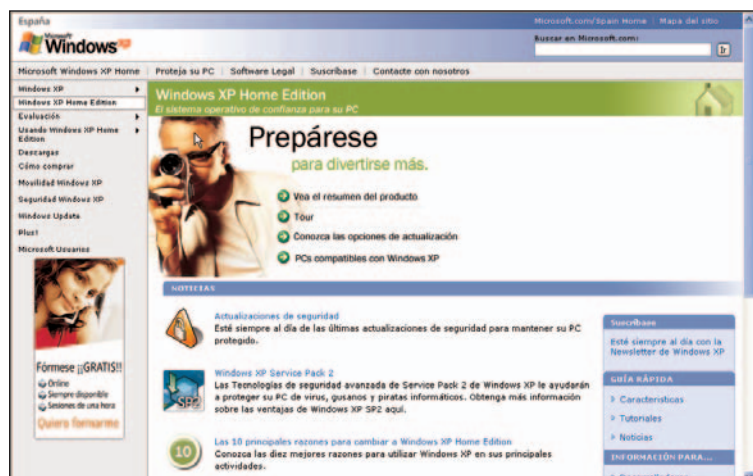 España
Microsoft.com/Spain Home | Mapa del sitio
Microsoft
Windows xp
Buscar en Microsoft.com:
Ir
Microsoft Windows XP Home | Proteja su PC | Software Legal | Suscríbase | Contacte con nosotros
Windows XP
Windows XP Home Edition
Evaluación
Usando Windows XP Home
Edition
Descargas
Cómo comprar
Movilidad Windows XP
Seguridad Windows XP
Windows Update
Plus!
Microsoft Usuarios
Fórmese ¡¡GRATIS!!
Online
Siempre disponible
Sesiones de una hora
Quiero formarme
Windows XP Home Edition
El sistema operativo de confianza para su PC
Prepárese
para divertirse más.
Vea el resumen del producto
Tour
Conozca las opciones de actualización
PCs compatibles con Windows XP
NOTICIAS
Actualizaciones de seguridad
Esté siempre al día de las últimas actualizaciones de seguridad para mantener su PC
protegido.
SP2
Windows XP Service Pack 2
Las Tecnologías de seguridad avanzada de Service Pack 2 de Windows XP le ayudarán
a proteger su PC de virus, gusanos y piratas informáticos. Obtenga más información
sobre las ventajas de Windows XP SP2 aquí.
10
Las 10 principales razones para cambiar a Windows XP Home Edition
Conozca las diez mejores razones para utilizar Windows XP en sus principales
actividades.
Suscríbase
Esté siempre al día con la
Newsletter de Windows XP
GUÍA RÁPIDA
Características
Tutoriales
Noticias
INFORMACIÓN PARA...